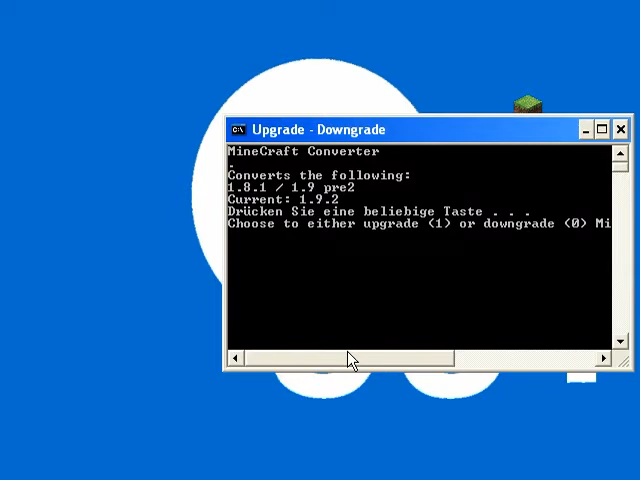 Upgrade - Downgrade
MineCraft Converter
.
Converts the following:
1.8.1 / 1.9 pre2
Current: 1.9.2
Drücken Sie eine beliebige Taste . . .
Choose to either upgrade (1) or downgrade (0) Mi